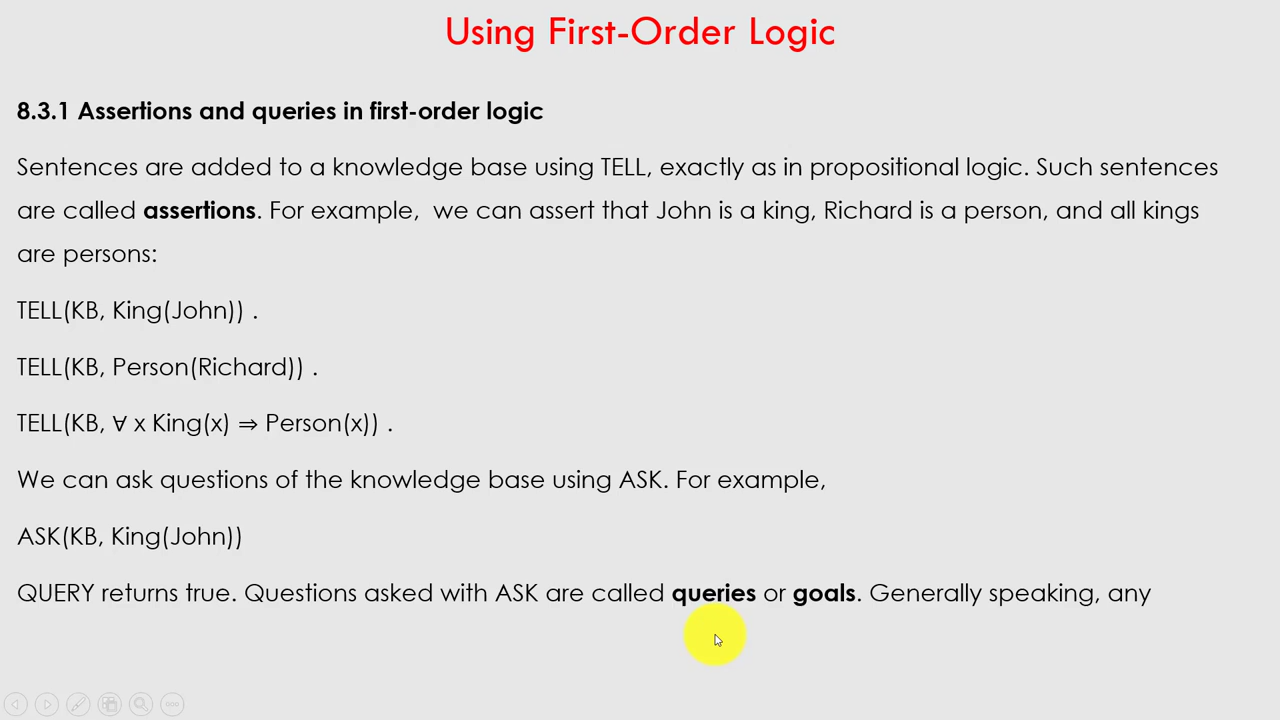 Using First-Order Logic
8.3.1 Assertions and queries in first-order logic
Sentences are added to a knowledge base using TELL, exactly as in propositional logic. Such sentences
are called assertions. For example,  we can assert that John is a king, Richard is a person, and all kings
are persons:
TELL(KB, King(John)) .
TELL(KB, Person(Richard)) .
TELL(KB, ∀ x King(x) ⇒ Person(x)) .
We can ask questions of the knowledge base using ASK. For example,
ASK(KB, King(John))
QUERY returns true. Questions asked with ASK are called queries or goals. Generally speaking, any